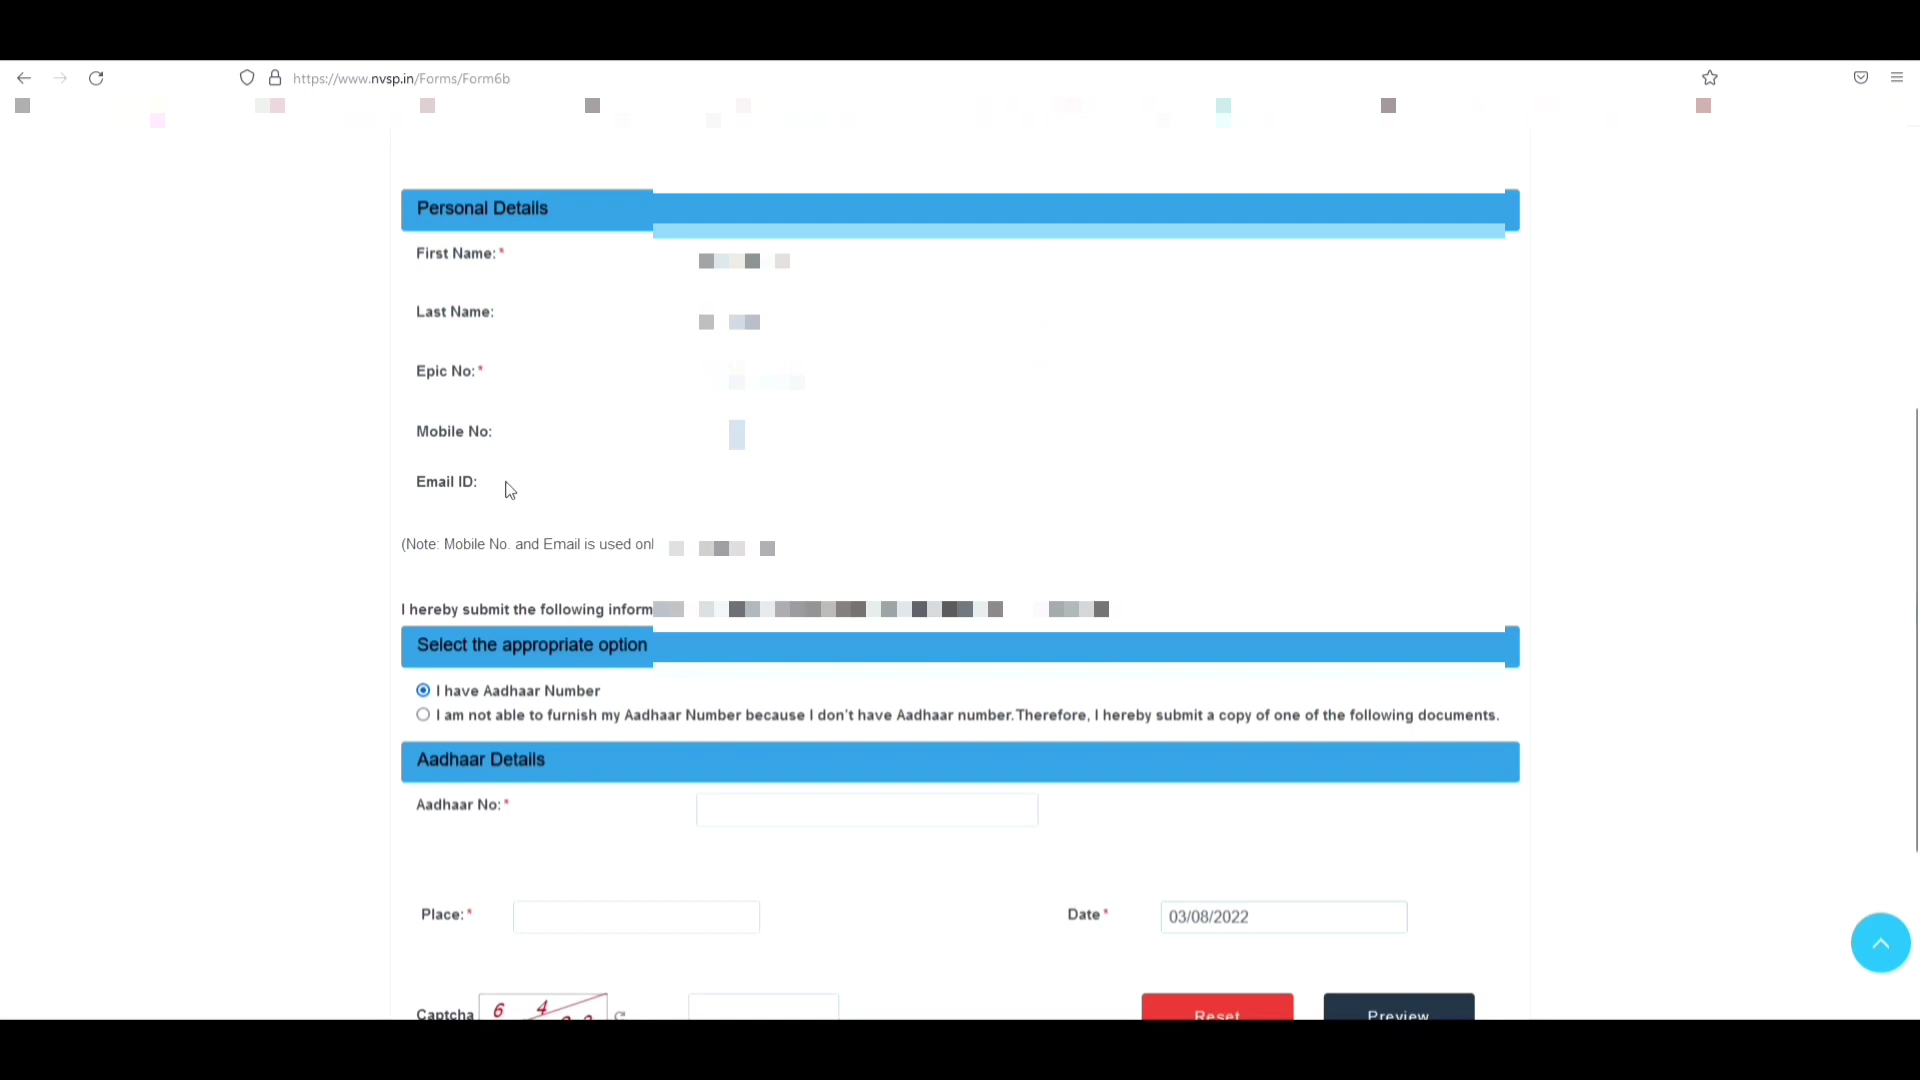 https://www.nvsp.in/Forms/Form6b
Personal Details
First Name:*
Last Name:
Epic No:*
Mobile No:
Email ID:
(Note: Mobile No. and Email is used onl
I hereby submit the following inform
Select the appropriate option
I have Aadhaar Number
I am not able to furnish my Aadhaar Number because I don't have Aadhaar number.Therefore, I hereby submit a copy of one of the following documents.
Aadhaar Details
Aadhaar No:*
Place:* Date* 03/08/2022
Captcha 6 4 Reset Preview